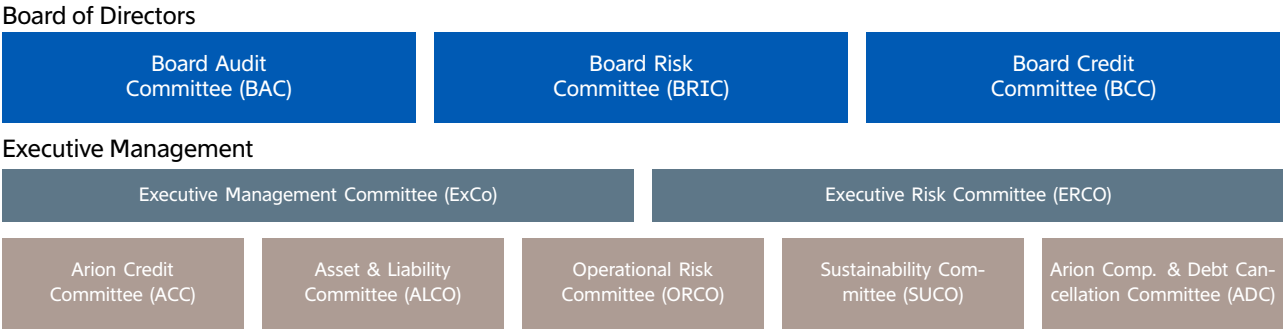 Board of Directors
Board Audit
Committee (BAC)
Board Risk
Committee (BRIC)
Board Credit
Committee (BCC)
Executive Management
Executive Management Committee (ExCo)
Executive Risk Committee (ERCO)
Arion Credit
Committee (ACC)
Asset & Liability
Committee (ALCO)
Operational Risk
Committee (ORCO)
Sustainability Com-
mittee (SUCO)
Arion Comp. & Debt Can-
cellation Committee (ADC)